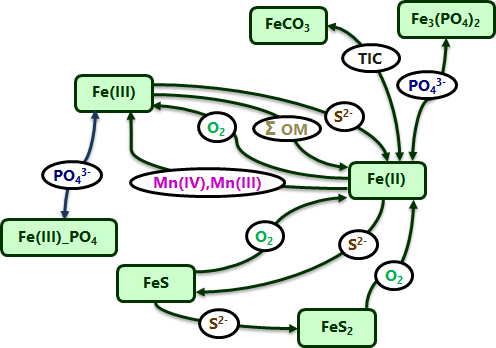 FeCO₃
Fe₃(PO₄)₂
TIC
Fe(III)
PO₄³⁻
S²⁻
O₂
Σ OM
PO₄³⁻
Mn(IV),Mn(III)
Fe(II)
Fe(III)_PO₄
O₂
S²⁻
FeS
O₂
S²⁻
FeS₂